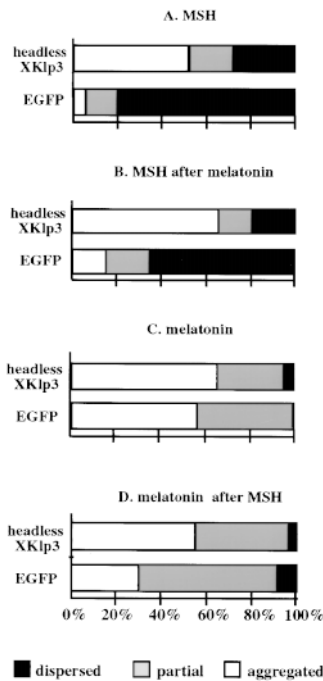 A. MSH
headless
XKlp3
EGFP
B. MSH after melatonin
headless
XKlp3
EGFP
C. melatonin
headless
XKlp3
EGFP
D. melatonin after MSH
headless
XKlp3
EGFP
0% 20% 40% 60% 80% 100%
dispersed partial aggregated